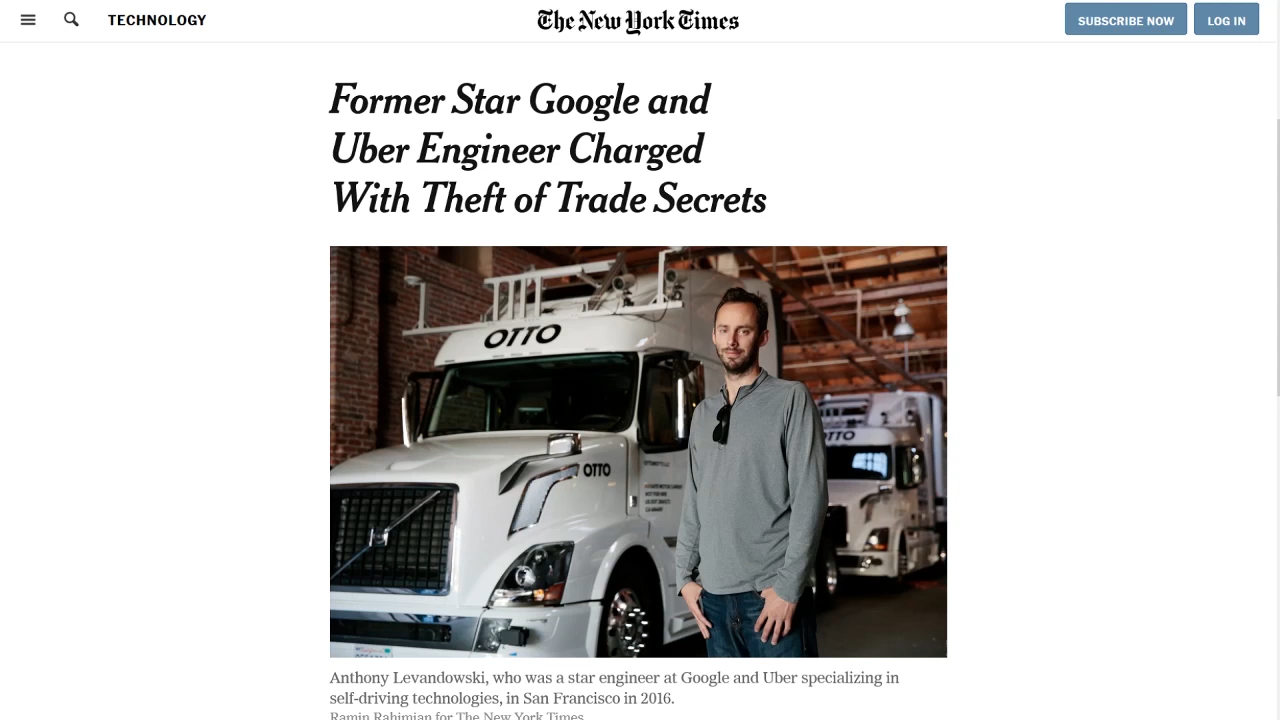 TECHNOLOGY
The New York Times
SUBSCRIBE NOW
LOG IN
Former Star Google and
Uber Engineer Charged
With Theft of Trade Secrets
OTTO
OTTO
OTTO
Anthony Levandowski, who was a star engineer at Google and Uber specializing in
self-driving technologies, in San Francisco in 2016.
Ramin Rahimian for The New York Times